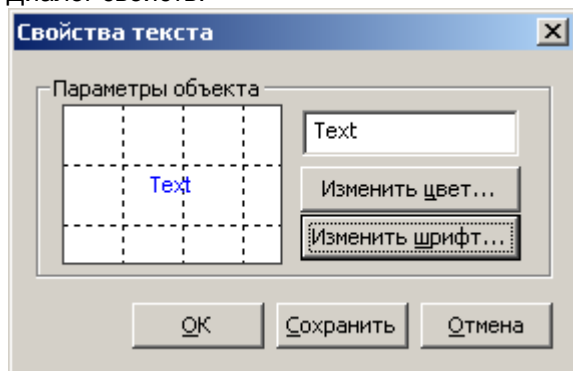 Диалог свойств:
Свойства текста
Параметры объекта
Text
Text
Изменить цвет...
Изменить шрифт...
OK
Сохранить
Отмена